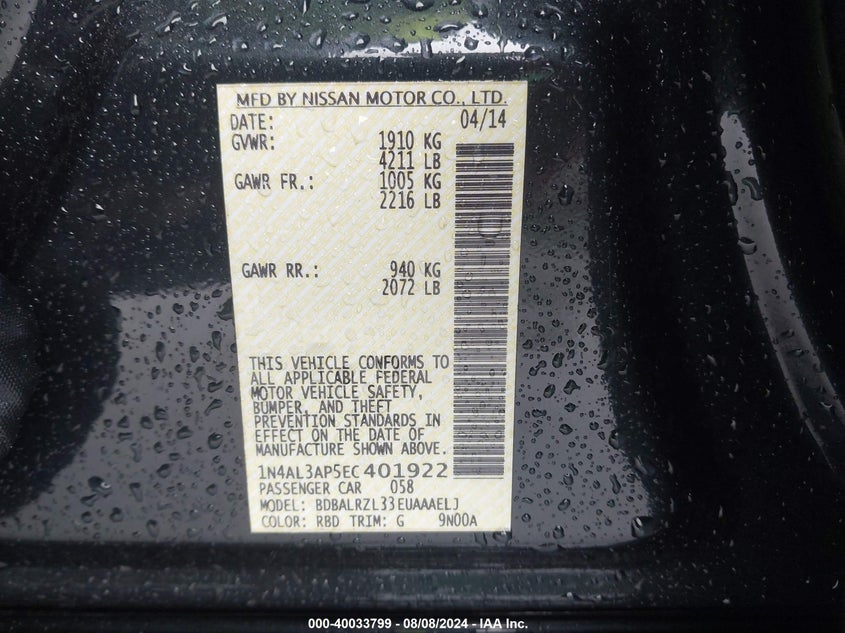 MFD BY NISSAN MOTOR CO., LTD.
DATE: 04/14
GVWR: 1910 KG
4211 LB
GAWR FR.: 1005 KG
2216 LB
GAWR RR.: 940 KG
2072 LB
THIS VEHICLE CONFORMS TO
ALL APPLICABLE FEDERAL
MOTOR VEHICLE SAFETY,
BUMPER, AND THEFT
PREVENTION STANDARDS IN
EFFECT ON THE DATE OF
MANUFACTURE SHOWN ABOVE.
1N4AL3AP5EC401922
PASSENGER CAR 058
MODEL: BDBALRZL33EUAAAELJ
COLOR: RBD TRIM: G 9N00A
000-40033799 - 08/08/2024 - IAA Inc.